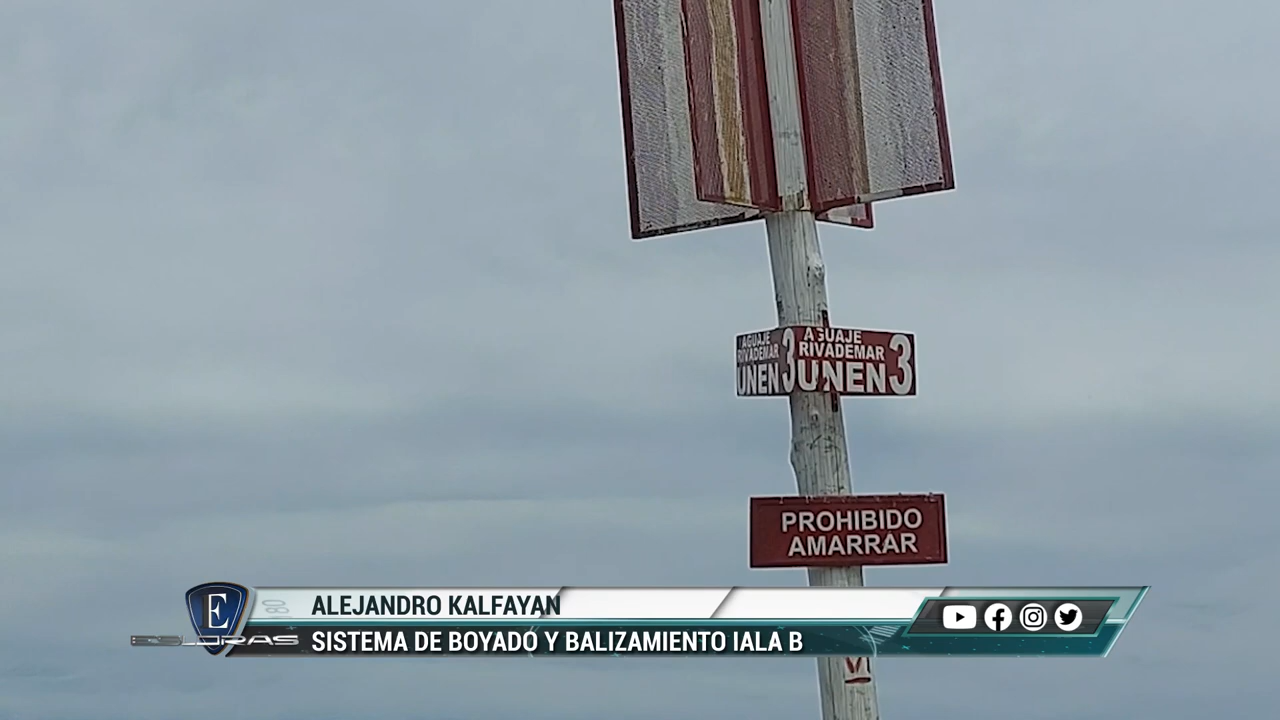 AGUAJE
RIVADEMAR
UNEN 3
AGUAJE
RIVADEMAR
UNEN 3
PROHIBIDO
AMARRAR
E
ALEJANDRO KALFAYAN
SISTEMA DE BOYADO Y BALIZAMIENTO IALA B